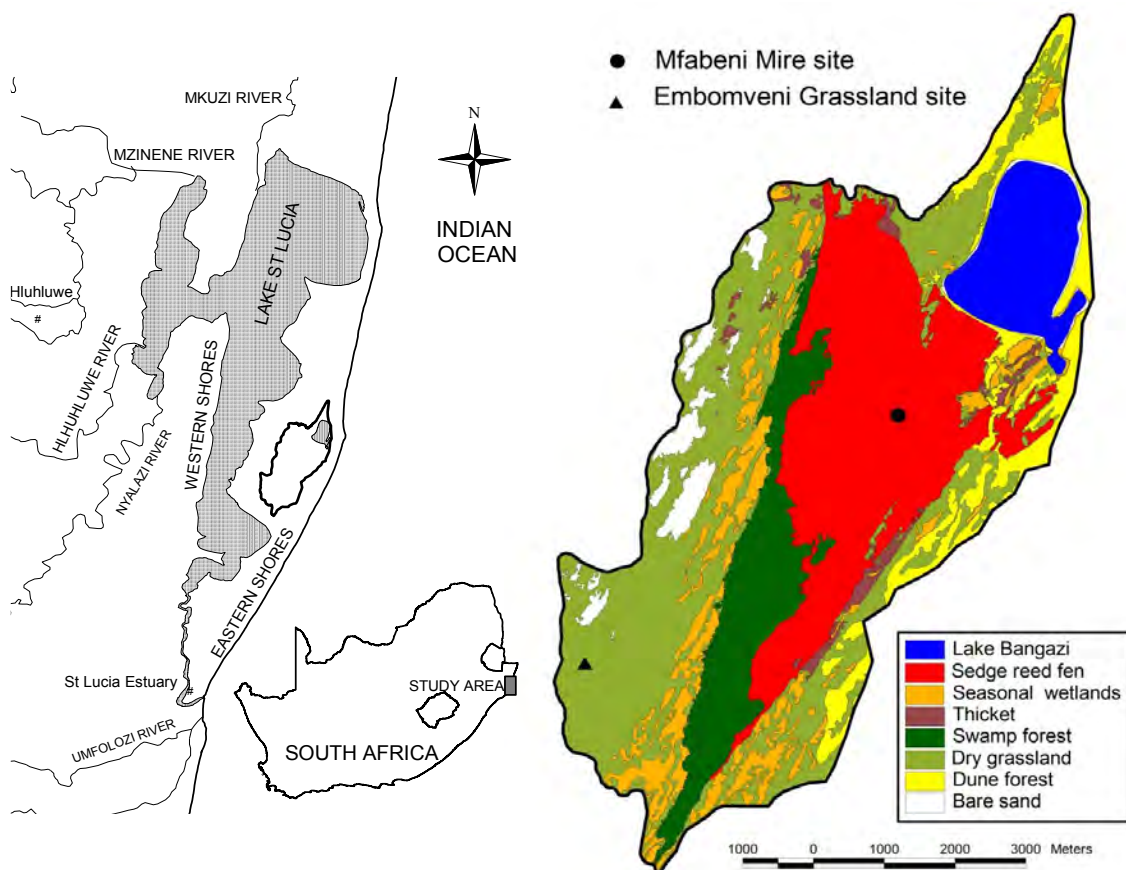 MKUZI RIVER
MZINENE RIVER
N
INDIAN
OCEAN
LAKE ST LUCIA
Hluhluwe
#
HLHUHLUWE RIVER
WESTERN SHORES
NYALAZI RIVER
EASTERN SHORES
St Lucia Estuary
#
UMFOLOZI RIVER
STUDY AREA
SOUTH AFRICA
Mfabeni Mire site
Embomveni Grassland site
Lake Bangazi
Sedge reed fen
Seasonal wetlands
Thicket
Swamp forest
Dry grassland
Dune forest
Bare sand
1000 0 1000 2000 3000 Meters